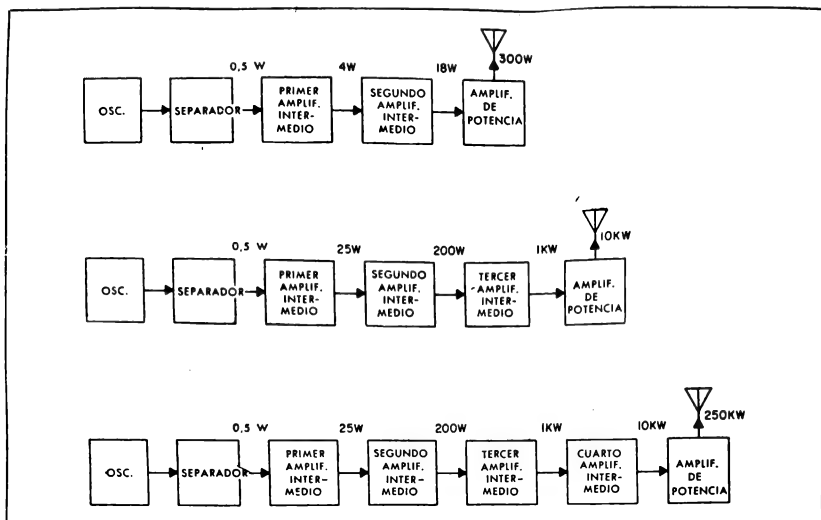 0,5 W 4W 18W 300W
OSC.
SEPARADOR
PRIMER
AMPLIF.
INTER-
MEDIO
SEGUNDO
AMPLIF.
INTER-
MEDIO
AMPLIF.
DE
POTENCIA
0,5 W 25W 200W 1KW 10KW
OSC.
SEPARADOR
PRIMER
AMPLIF.
INTER-
MEDIO
SEGUNDO
AMPLIF.
INTER-
MEDIO
TERCER
AMPLIF.
INTER-
MEDIO
AMPLIF.
DE
POTENCIA
0,5 W 25W 200W 1KW 10KW 250KW
OSC.
SEPARADOR
PRIMER
AMPLIF.
INTER-
MEDIO
SEGUNDO
AMPLIF.
INTER-
MEDIO
TERCER
AMPLIF.
INTER-
MEDIO
CUARTO
AMPLIF.
INTER-
MEDIO
AMPLIF.
DE
POTENCIA